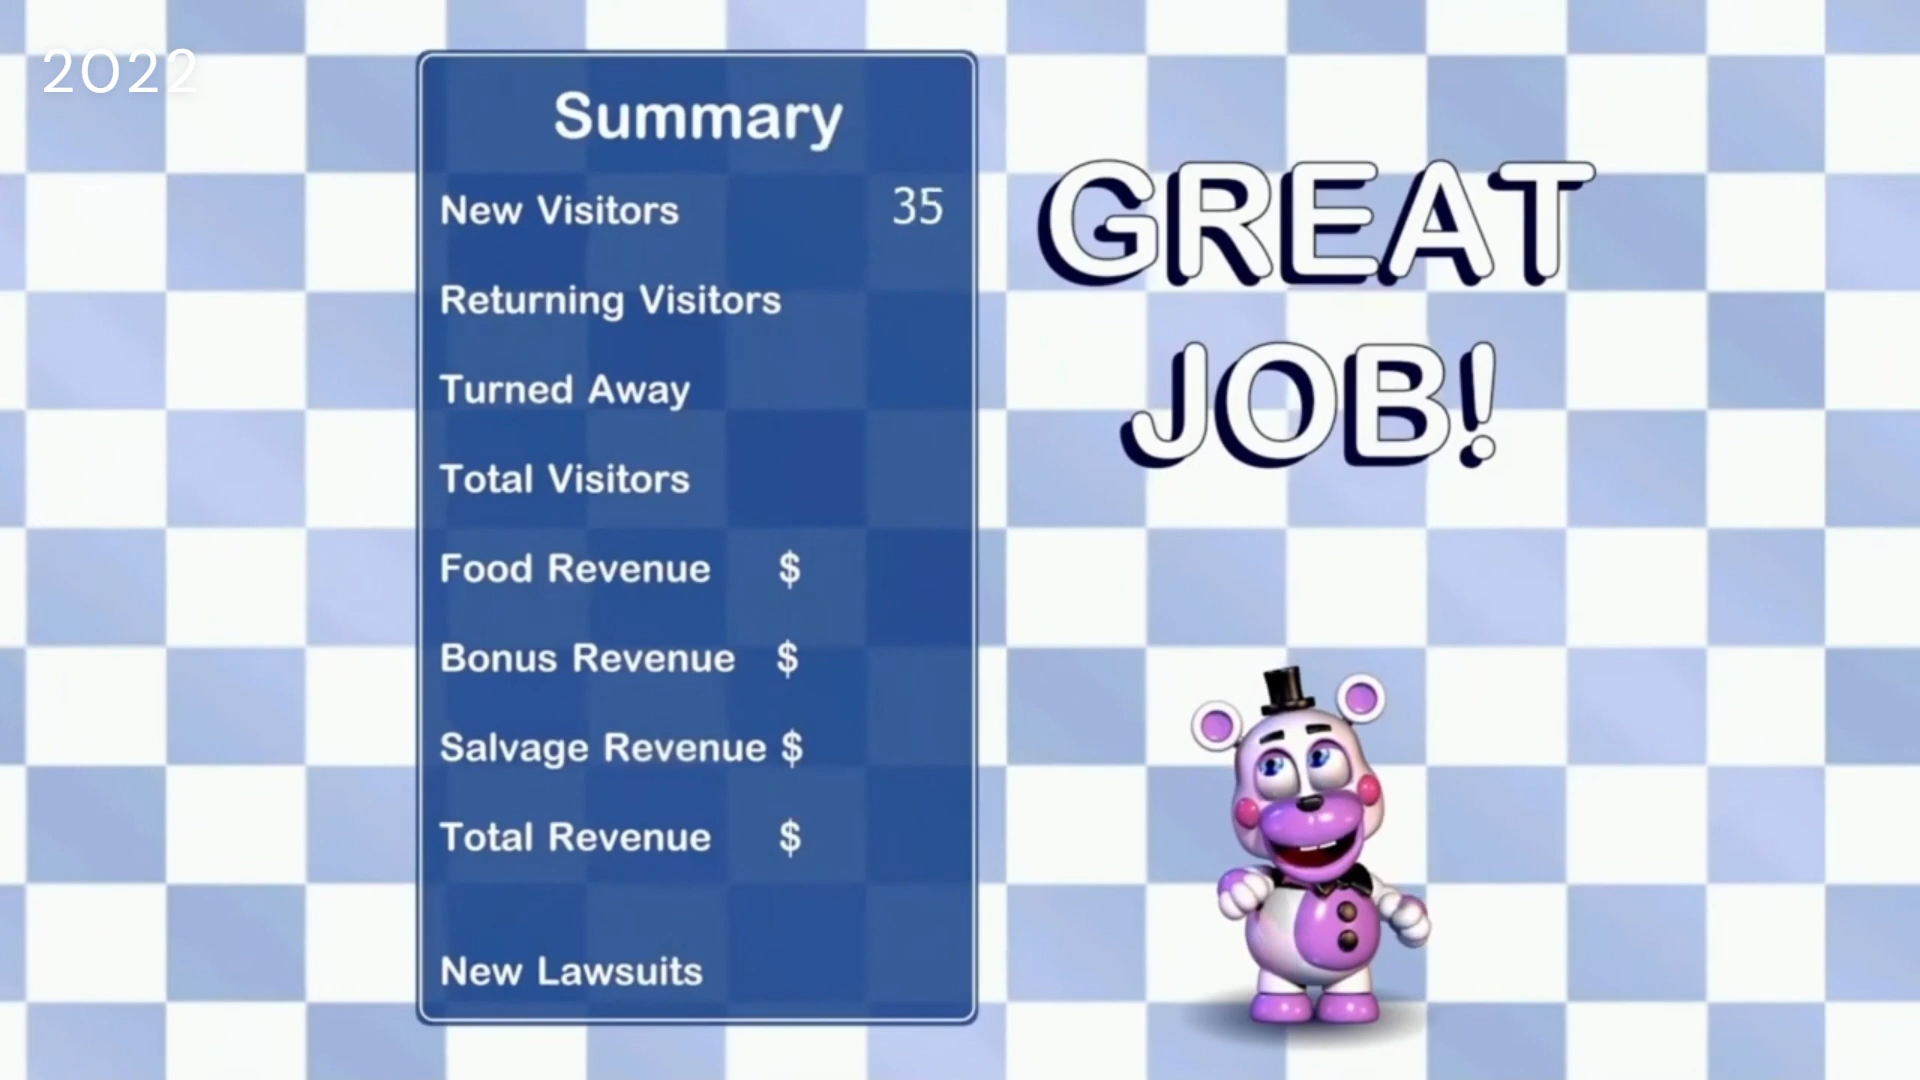 2022
Summary
New Visitors 35
Returning Visitors
Turned Away
Total Visitors
Food Revenue $
Bonus Revenue $
Salvage Revenue $
Total Revenue $
New Lawsuits
GREAT
JOB!